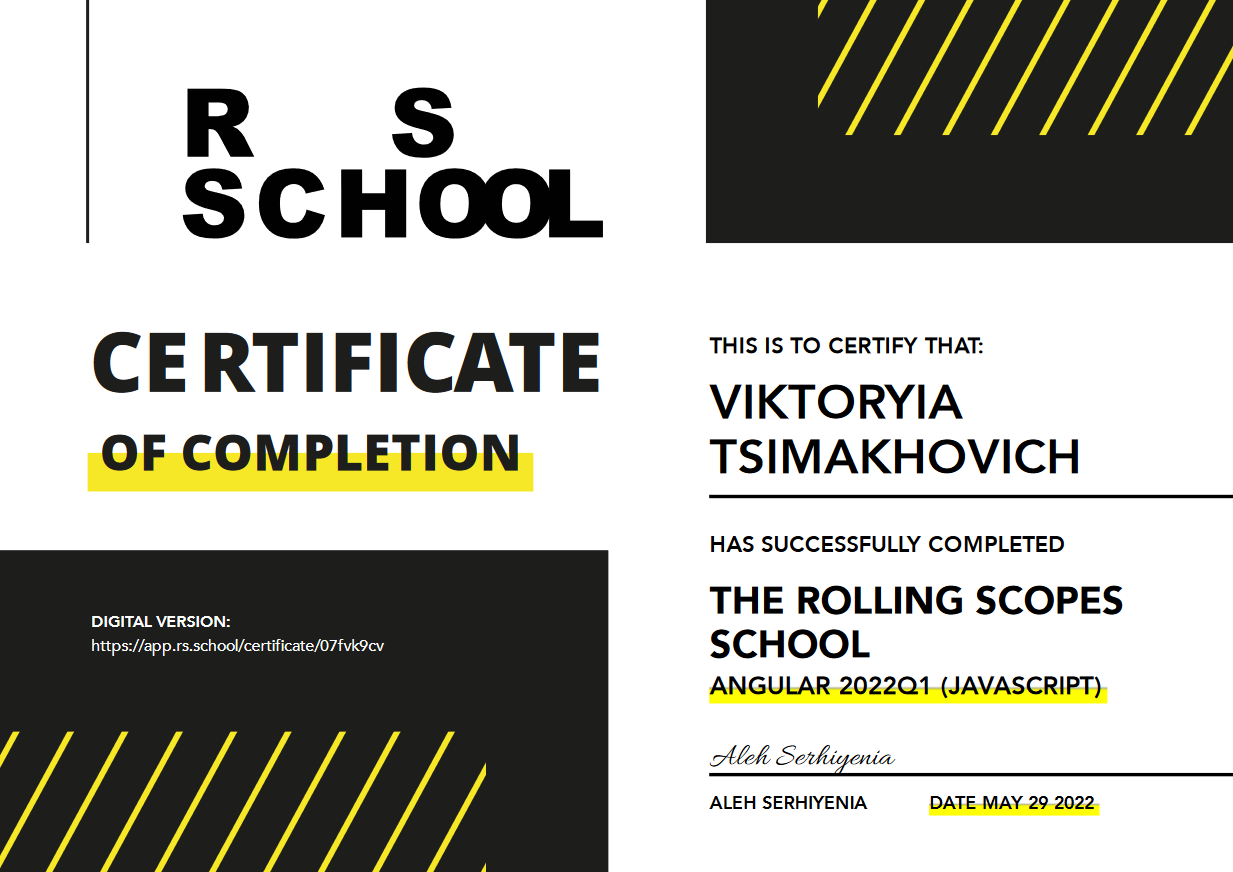 R S
SCHOOL
CERTIFICATE
OF COMPLETION
DIGITAL VERSION:
https://app.rs.school/certificate/07fvk9cv
THIS IS TO CERTIFY THAT:
VIKTORYIA
TSIMAKHOVICH
HAS SUCCESSFULLY COMPLETED
THE ROLLING SCOPES
SCHOOL
ANGULAR 2022Q1 (JAVASCRIPT)
Aleh Serhiyenia
ALEH SERHIYENIA DATE MAY 29 2022